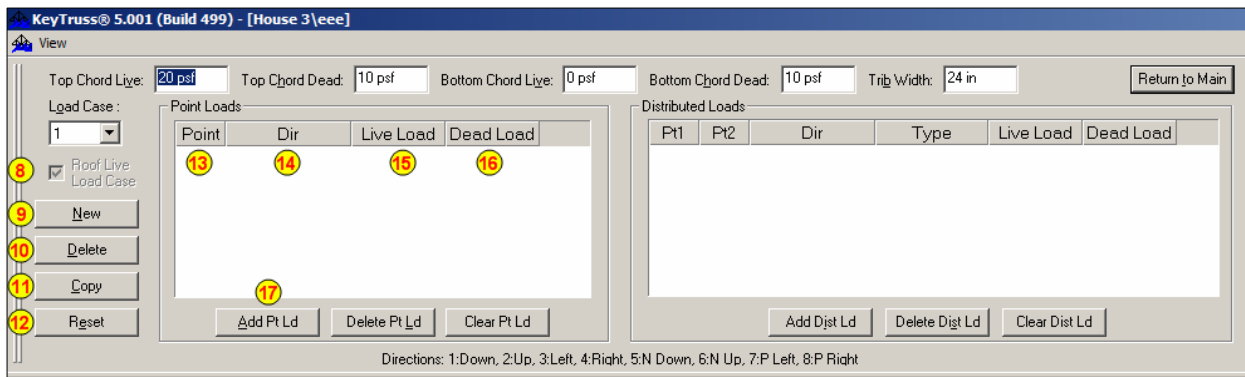 KeyTruss® 5.001 (Build 499) - [House 3\eee]
View
Top Chord Live: 20 psf Top Chord Dead: 10 psf Bottom Chord Live: 0 psf Bottom Chord Dead: 10 psf Trib Width: 24 in Return to Main
Load Case : Point Loads Distributed Loads
1 Point Dir Live Load Dead Load Pt1 Pt2 Dir Type Live Load Dead Load
13 14 15 16
8 Roof Live
Load Case
9 New
10 Delete
11 Copy
17
12 Reset Add Pt Ld Delete Pt Ld Clear Pt Ld Add Dist Ld Delete Dist Ld Clear Dist Ld
Directions: 1:Down, 2:Up, 3:Left, 4:Right, 5:N Down, 6:N Up, 7:P Left, 8:P Right